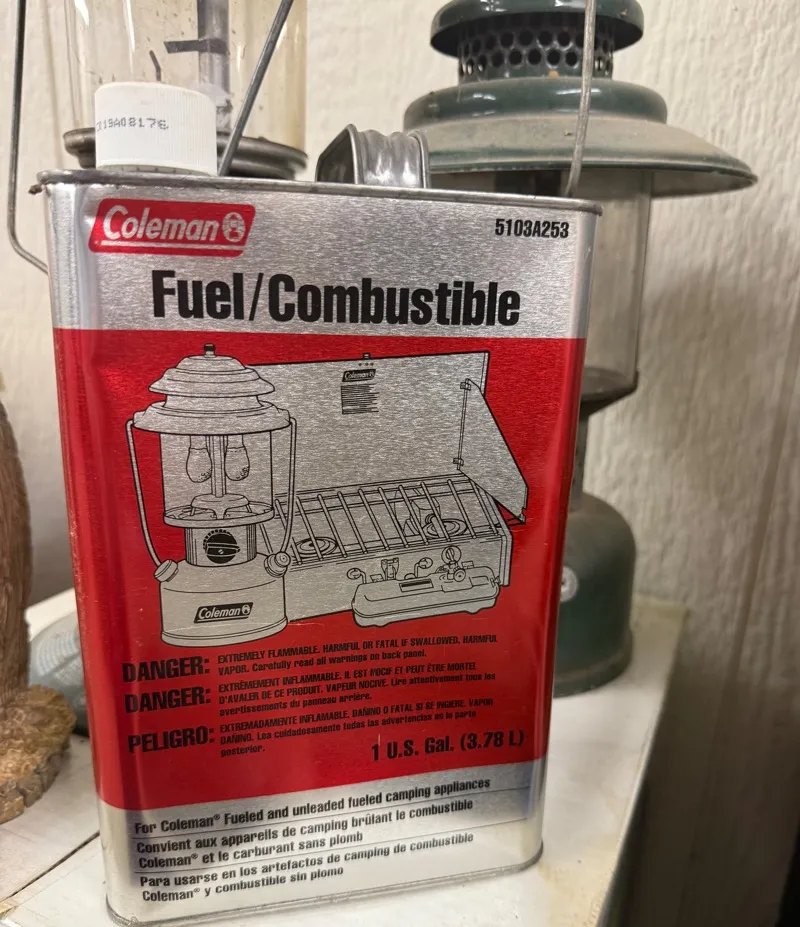 19A0817E
Coleman
5103A253
Fuel/Combustible
Coleman
Coleman
DANGER: EXTREMELY FLAMMABLE. HARMFUL OR FATAL IF SWALLOWED. HARMFUL
VAPOR. Carefully read all warnings on back panel.
DANGER: EXTRÊMEMENT INFLAMMABLE. IL EST NOCIF ET PEUT ÊTRE MORTEL
D'AVALER DE CE PRODUIT. VAPEUR NOCIVE. Lire attentivement tous les
avertissements du panneau arrière.
PELIGRO: EXTREMADAMENTE INFLAMABLE. DAÑINO O FATAL SI SE INGIERE. VAPOR
DAÑINO. Lea cuidadosamente todas las advertencias en la parte
posterior.
1 U.S. Gal. (3.78 L)
For Coleman® Fueled and unleaded fueled camping appliances
Convient aux appareils de camping brûlant le combustible
Coleman® et le carburant sans plomb
Para usarse en los artefactos de camping de combustible
Coleman® y combustible sin plomo